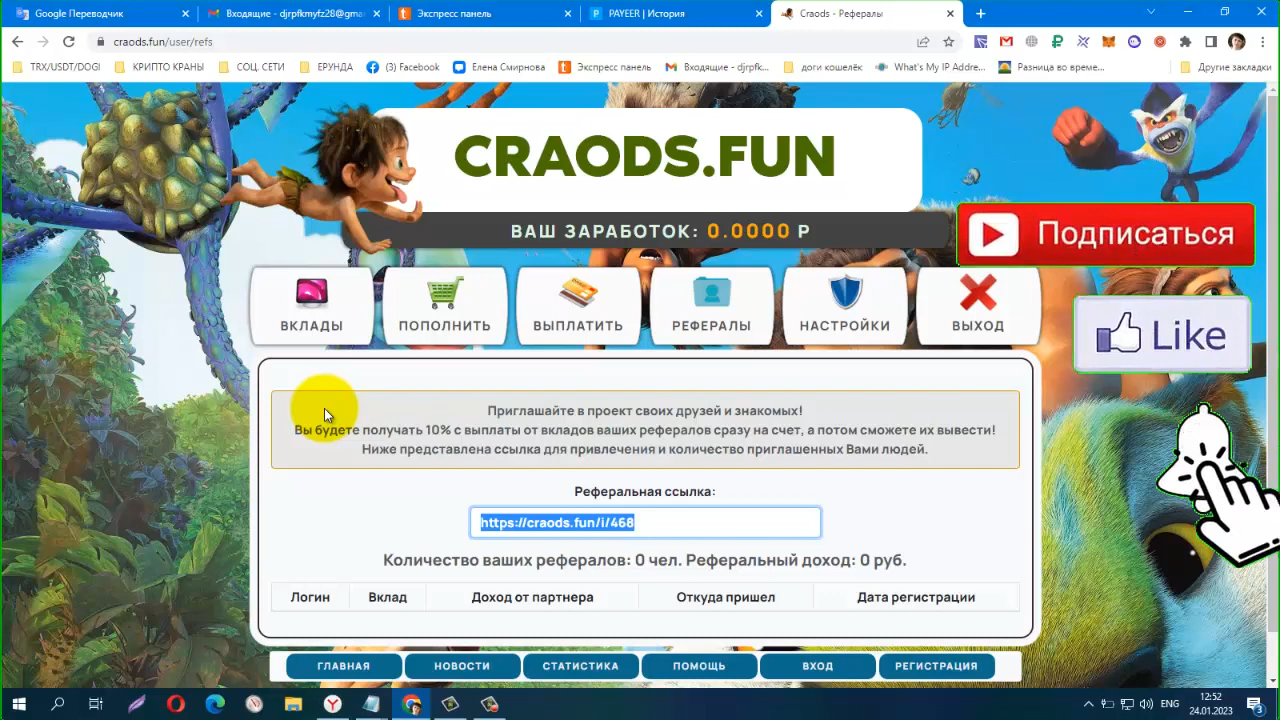 Google Переводчик
Входящие - djrpfkmyfz28@gma
Экспресс панель
PAYEER | История
Craods - Рефералы
craods.fun/user/refs
TRX/USDT/DOGI
КРИПТО КРАНЫ
СОЦ. СЕТИ
ЕРУНДА
(3) Facebook
Елена Смирнова
Экспресс панель
Входящие - djrpfk...
доги кошелёк
What's My IP Addre...
Разница во време...
Другие закладки
CRAODS.FUN
ВАШ ЗАРАБОТОК: 0.0000 Р
Подписаться
ВКЛАДЫ
ПОПОЛНИТЬ
ВЫПЛАТИТЬ
РЕФЕРАЛЫ
НАСТРОЙКИ
ВЫХОД
Like
Приглашайте в проект своих друзей и знакомых!
Вы будете получать 10% с выплаты от вкладов ваших рефералов сразу на счет, а потом сможете их вывести!
Ниже представлена ссылка для привлечения и количество приглашенных Вами людей.
Реферальная ссылка:
https://craods.fun/i/468
Количество ваших рефералов: 0 чел. Реферальный доход: 0 руб.
Логин
Вклад
Доход от партнера
Откуда пришел
Дата регистрации
ГЛАВНАЯ
НОВОСТИ
СТАТИСТИКА
ПОМОЩЬ
ВХОД
РЕГИСТРАЦИЯ
ENG
12:52
24.01.2023
3